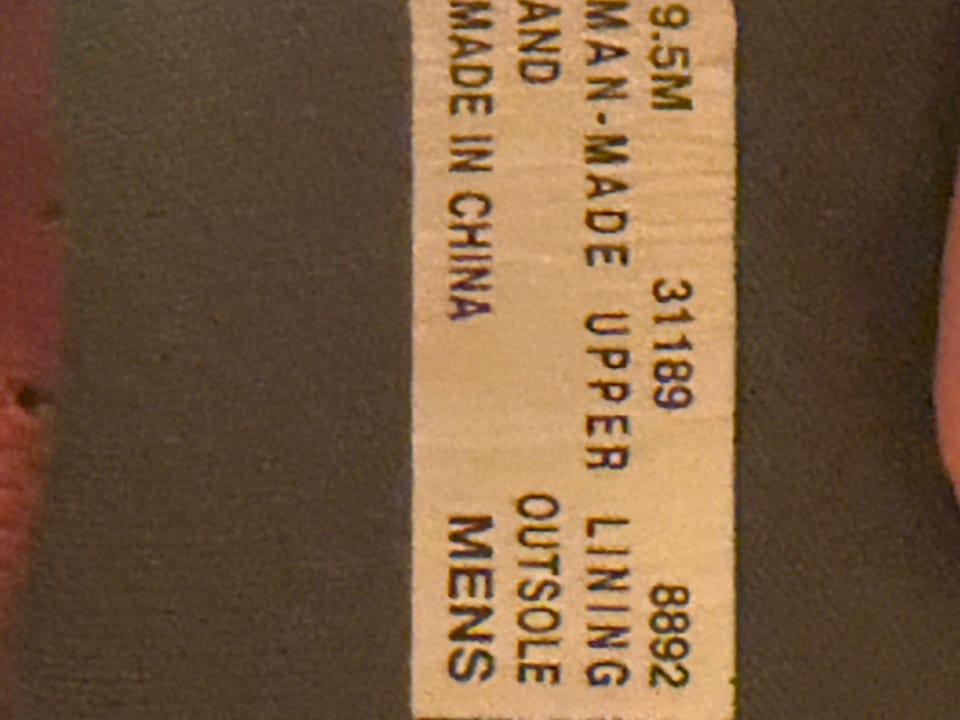 9.5M 31189 8892
MAN-MADE UPPER LINING
AND OUTSOLE
MADE IN CHINA MENS